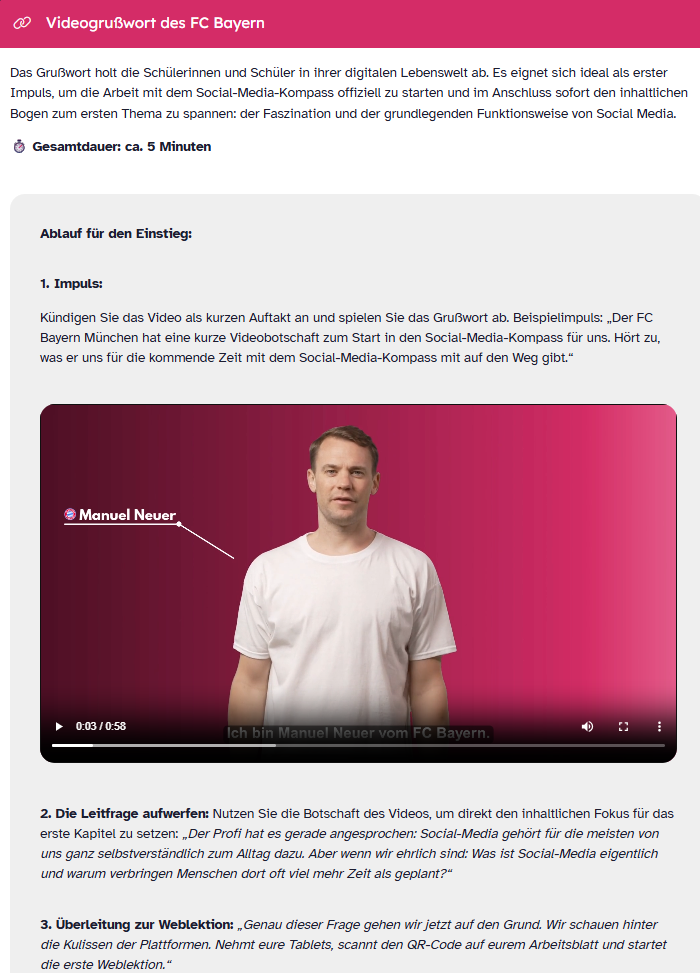 Videogrußwort des FC Bayern
Das Grußwort holt die Schülerinnen und Schüler in ihrer digitalen Lebenswelt ab. Es eignet sich ideal als erster
Impuls, um die Arbeit mit dem Social-Media-Kompass offiziell zu starten und im Anschluss sofort den inhaltlichen
Bogen zum ersten Thema zu spannen: der Faszination und der grundlegenden Funktionsweise von Social Media.
Gesamtdauer: ca. 5 Minuten
Ablauf für den Einstieg:
1. Impuls:
Kündigen Sie das Video als kurzen Auftakt an und spielen Sie das Grußwort ab. Beispielimpuls: „Der FC
Bayern München hat eine kurze Videobotschaft zum Start in den Social-Media-Kompass für uns. Hört zu,
was er uns für die kommende Zeit mit dem Social-Media-Kompass mit auf den Weg gibt.“
Manuel Neuer
0:03 / 0:58
Ich bin Manuel Neuer vom FC Bayern.
2. Die Leitfrage aufwerfen: Nutzen Sie die Botschaft des Videos, um direkt den inhaltlichen Fokus für das
erste Kapitel zu setzen: „Der Profi hat es gerade angesprochen: Social-Media gehört für die meisten von
uns ganz selbstverständlich zum Alltag dazu. Aber wenn wir ehrlich sind: Was ist Social-Media eigentlich
und warum verbringen Menschen dort oft viel mehr Zeit als geplant?“
3. Überleitung zur Weblektion: „Genau dieser Frage gehen wir jetzt auf den Grund. Wir schauen hinter
die Kulissen der Plattformen. Nehmt eure Tablets, scannt den QR-Code auf eurem Arbeitsblatt und startet
die erste Weblektion.“